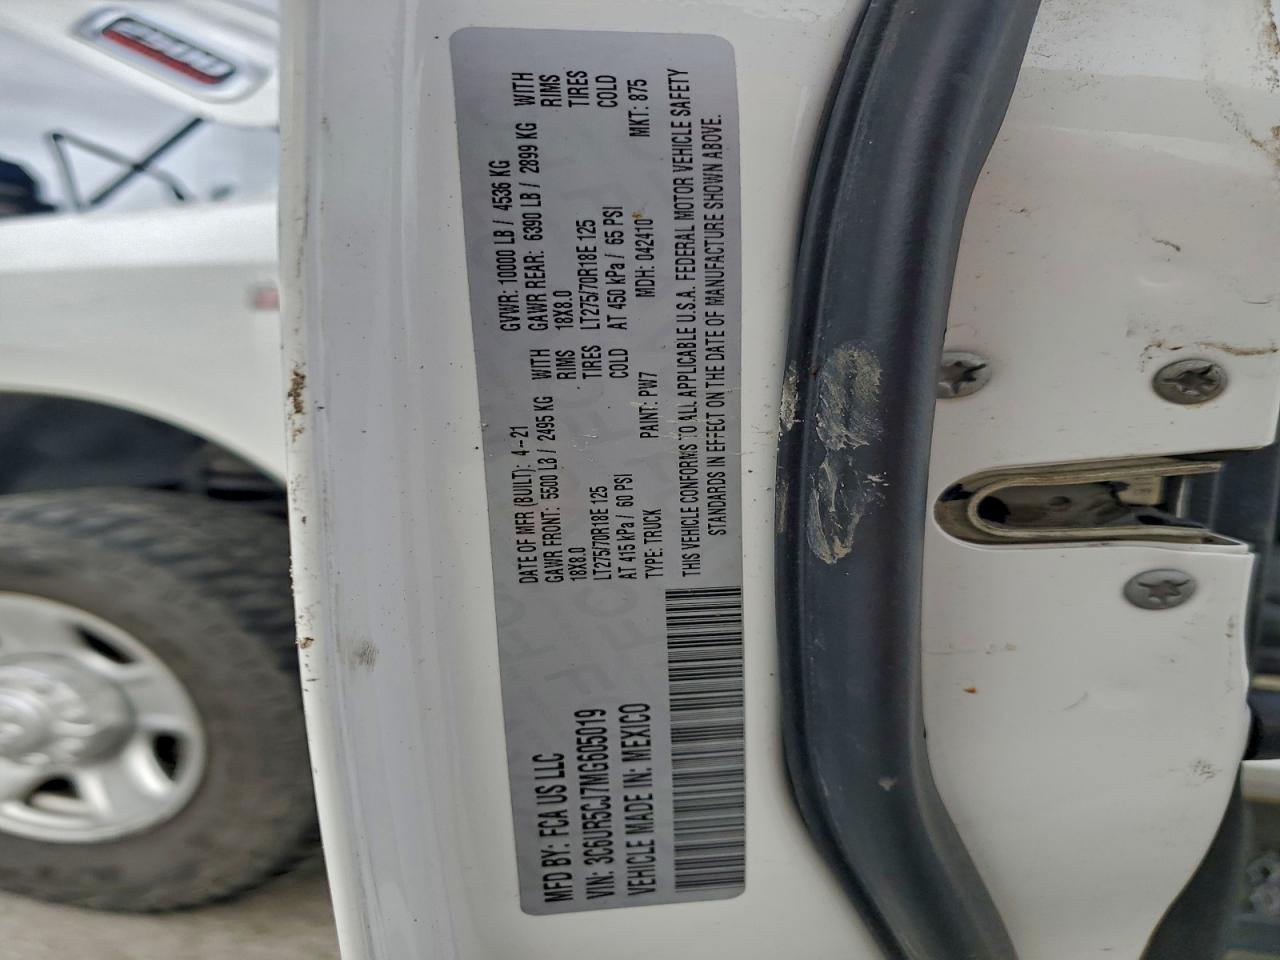 MFD BY: FCA US LLC
VIN: 3C6UR5CJ7MG605019
VEHICLE MADE IN: MEXICO
DATE OF MFR (BUILT): 4-21
GAWR FRONT: 5500 LB / 2495 KG WITH
18X8.0 RIMS
LT275/70R18E 125 TIRES
AT 415 kPa / 60 PSI COLD
TYPE: TRUCK PAINT: PW7
GVWR: 10000 LB / 4536 KG
GAWR REAR: 6390 LB / 2899 KG WITH
18X8.0 RIMS
LT275/70R18E 125 TIRES
AT 450 kPa / 65 PSI COLD
MDH: 042410* MKT: 875
THIS VEHICLE CONFORMS TO ALL APPLICABLE U.S.A. FEDERAL MOTOR VEHICLE SAFETY
STANDARDS IN EFFECT ON THE DATE OF MANUFACTURE SHOWN ABOVE.